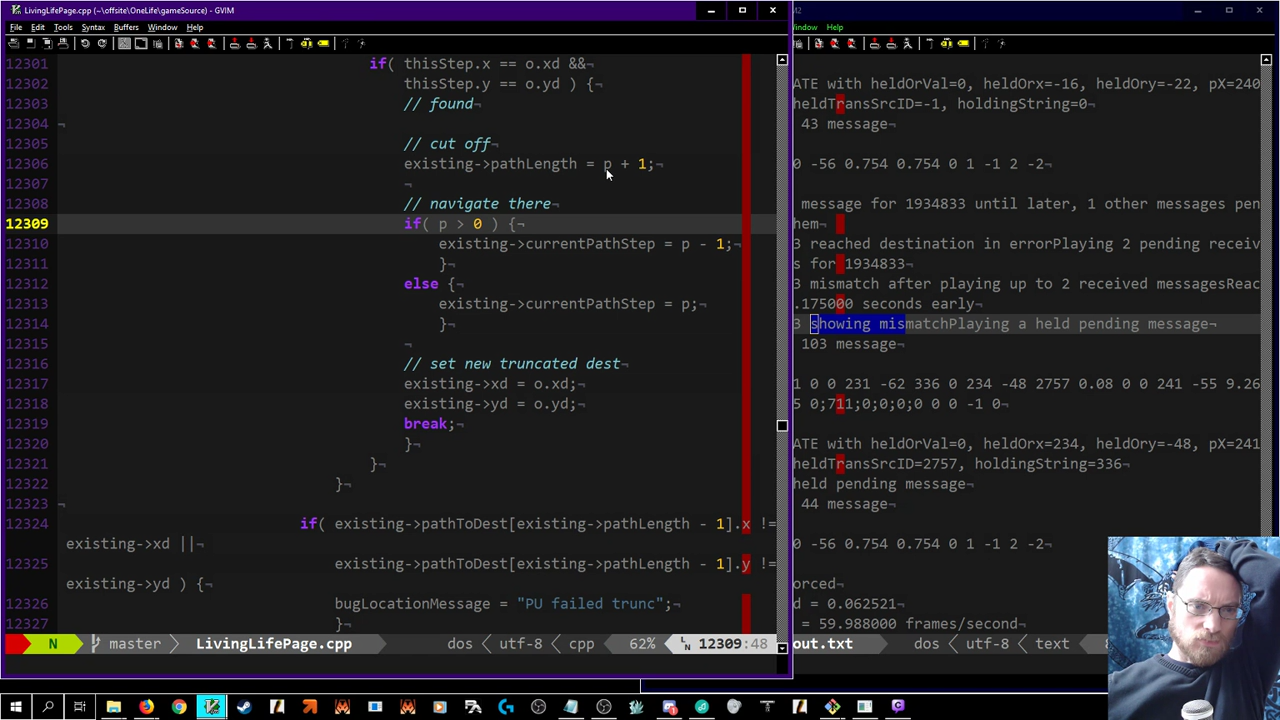 LivingLifePage.cpp (~\offsite\OneLife\gameSource) - GVIM
File Edit Tools Syntax Buffers Window Help
12301 if( thisStep.x == o.xd &&¬
12302 thisStep.y == o.yd ) {¬
12303 // found¬
12304 ¬
12305 // cut off¬
12306 existing->pathLength = p + 1;¬
12307 ¬
12308 // navigate there¬
12309 if( p > 0 ) {¬
12310 existing->currentPathStep = p - 1;¬
12311 }¬
12312 else {¬
12313 existing->currentPathStep = p;¬
12314 }¬
12315 ¬
12316 // set new truncated dest¬
12317 existing->xd = o.xd;¬
12318 existing->yd = o.yd;¬
12319 break;¬
12320 }¬
12321 }¬
12322 }¬
12323 ¬
12324 if( existing->pathToDest[existing->pathLength - 1].x !=
existing->xd ||¬
12325 existing->pathToDest[existing->pathLength - 1].y !=
existing->yd ) {¬
12326 bugLocationMessage = "PU failed trunc";¬
12327 }¬
N master LivingLifePage.cpp dos utf-8 cpp 62% 12309:48
M2
Window Help
ATE with heldOrVal=0, heldOrx=-16, heldOry=-22, pX=240
heldTransSrcID=-1, holdingString=0¬
43 message¬
0 -56 0.754 0.754 0 1 -1 2 -2¬
message for 1934833 until later, 1 other messages pen
hem
3 reached destination in errorPlaying 2 pending receiv
s for 1934833¬
3 mismatch after playing up to 2 received messagesReac
.175000 seconds early¬
3 showing mismatchPlaying a held pending message¬
103 message¬
1 0 0 231 -62 336 0 234 -48 2757 0.08 0 0 241 -55 9.26
5 0;711;0;0;0;0 0 0 -1 0¬
ATE with heldOrVal=0, heldOrx=234, heldOry=-48, pX=241
heldTransSrcID=2757, holdingString=336¬
held pending message¬
44 message¬
0 -56 0.754 0.754 0 1 -1 2 -2¬
orced¬
d = 0.062521¬
= 59.988000 frames/second¬
out.txt dos utf-8 text